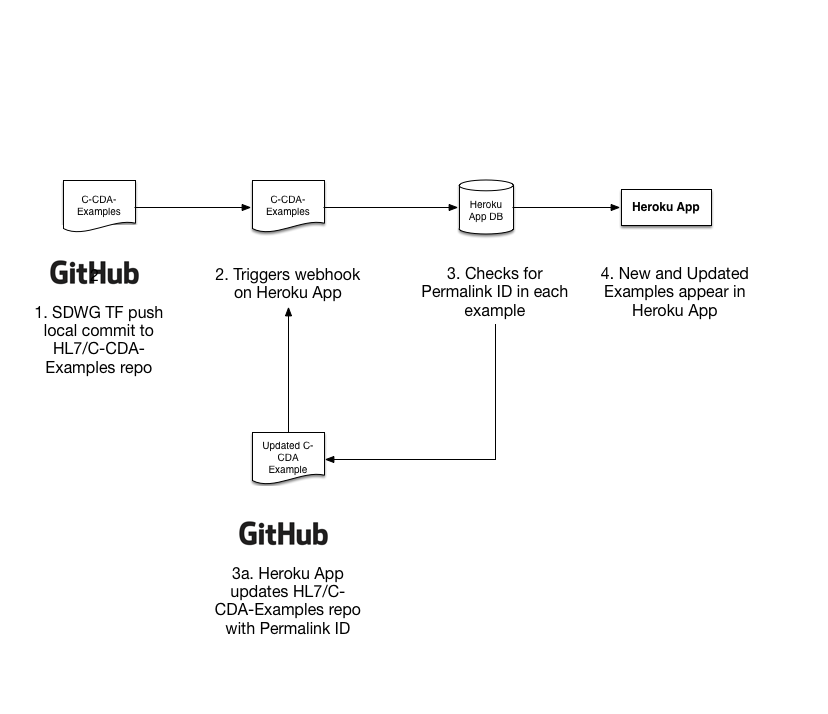 C-CDA-
Examples
C-CDA-
Examples
Heroku
App DB
Heroku App
GitHub
2
1. SDWG TF push
local commit to
HL7/C-CDA-
Examples repo
2. Triggers webhook
on Heroku App
3. Checks for
Permalink ID in each
example
4. New and Updated
Examples appear in
Heroku App
Updated C-
CDA
Example
GitHub
3a. Heroku App
updates HL7/C-
CDA-Examples repo
with Permalink ID